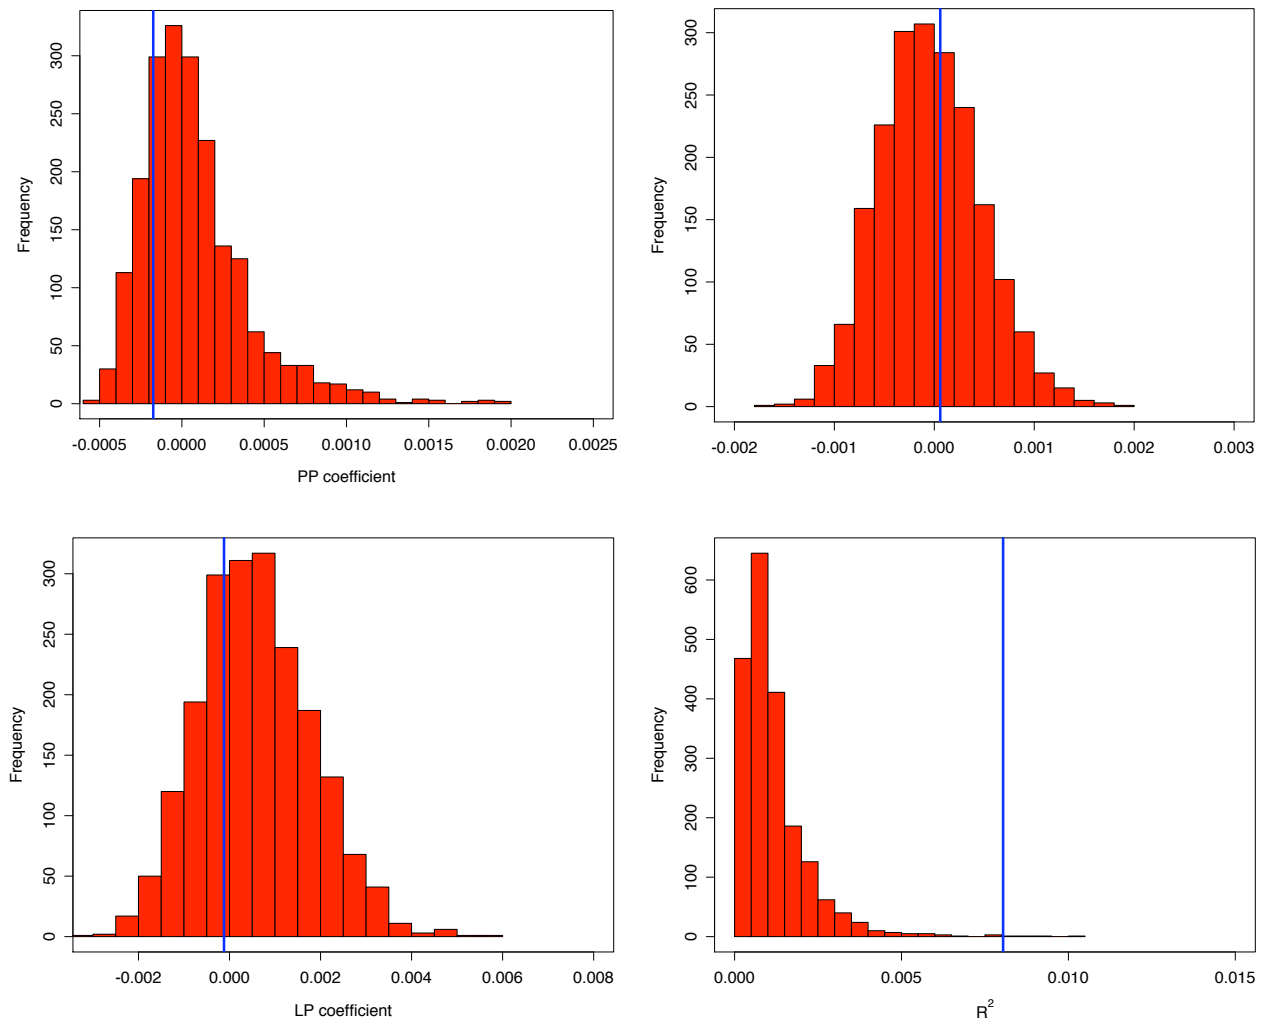 Frequency
0 50 100 150 200 250 300
-0.0005 0.0000 0.0005 0.0010 0.0015 0.0020 0.0025
PP coefficient
Frequency
0 50 100 150 200 250 300
-0.002 -0.001 0.000 0.001 0.002 0.003
Frequency
0 50 100 150 200 250 300
-0.002 0.000 0.002 0.004 0.006 0.008
LP coefficient
Frequency
0 100 200 300 400 500 600
0.000 0.005 0.010 0.015
R²